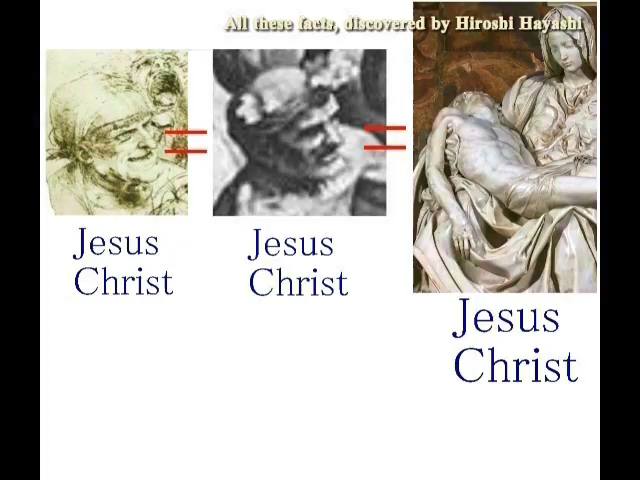 All these facts, discovered by Hiroshi Hayashi
Jesus
Christ
Jesus
Christ
Jesus
Christ